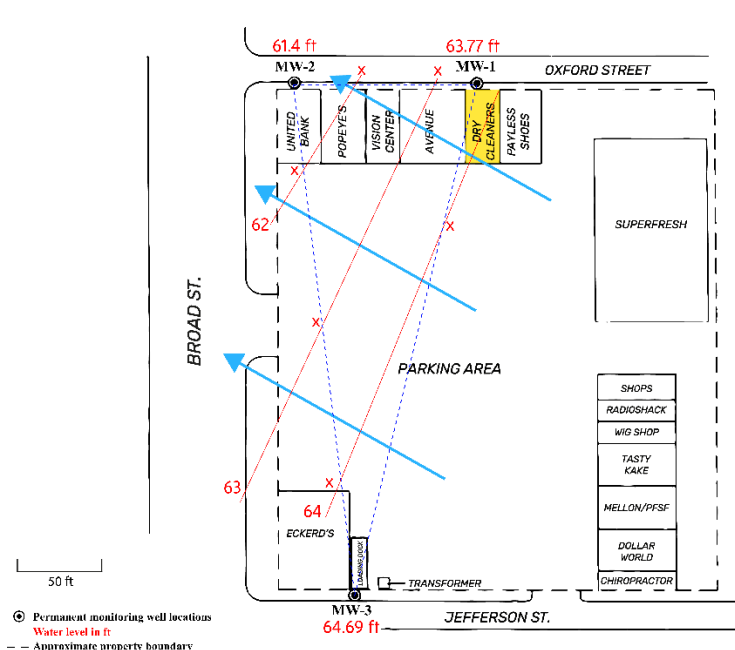 61.4 ft
63.77 ft
MW-2
MW-1
OXFORD STREET
UNITED
BANK
POPEYE'S
VISION
CENTER
AVENUE
DRY
CLEANERS
PAYLESS
SHOES
SUPERFRESH
62
BROAD ST.
PARKING AREA
SHOPS
RADIOSHACK
WIG SHOP
TASTY
KAKE
MELLON/PFSF
DOLLAR
WORLD
CHIROPRACTOR
63
64
ECKERD'S
LOADING DOCK
TRANSFORMER
MW-3
64.69 ft
JEFFERSON ST.
50 ft
Permanent monitoring well locations
Water level in ft
Approximate property boundary